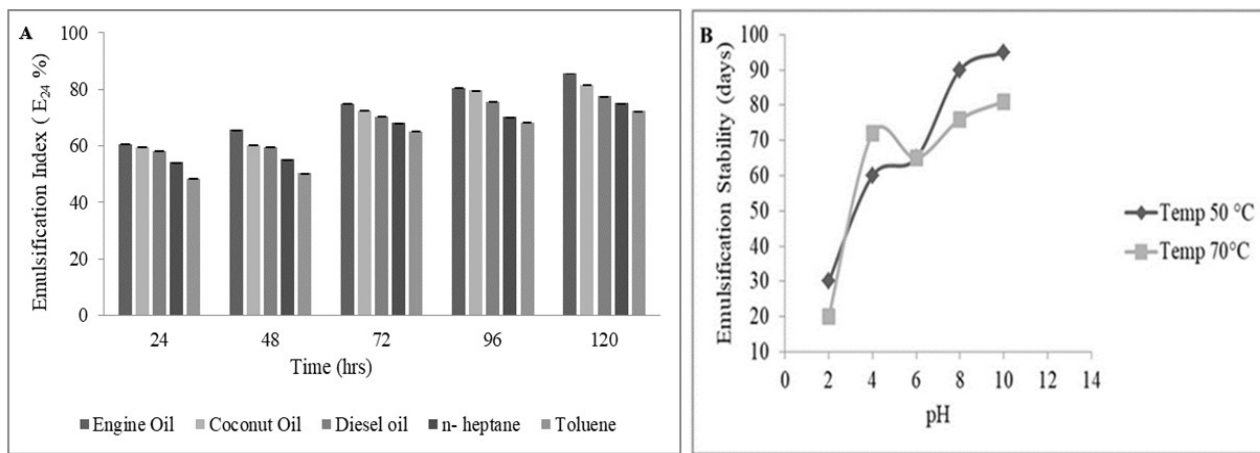 A
Emulsification Index ( E24 %)
100
80
60
40
20
0
24 48 72 96 120
Time (hrs)
Engine Oil Coconut Oil Diesel oil n- heptane Toluene
B
Emulsification Stability (days)
100
90
80
70
60
50
40
30
20
10
0 2 4 6 8 10 12 14
pH
Temp 50 °C
Temp 70°C